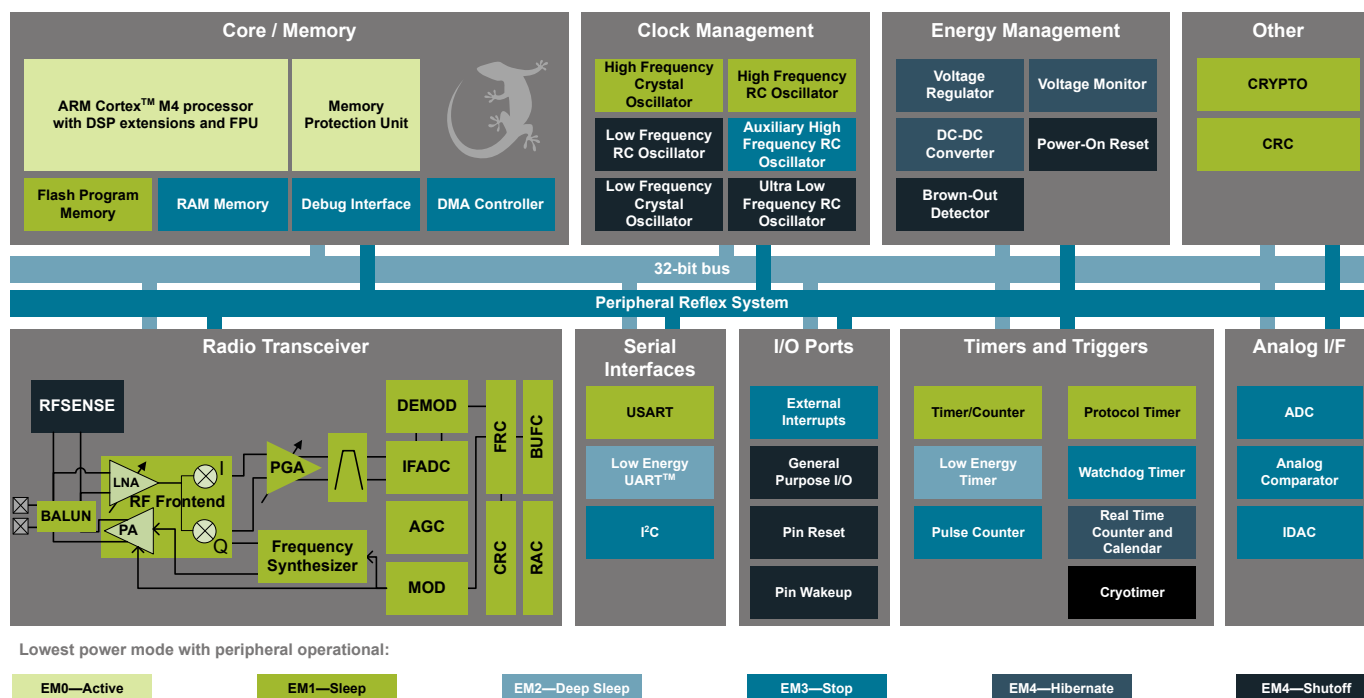 Core / Memory
ARM Cortex™ M4 processor
with DSP extensions and FPU
Memory
Protection Unit
Flash Program
Memory
RAM Memory
Debug Interface
DMA Controller
Clock Management
High Frequency
Crystal
Oscillator
High Frequency
RC Oscillator
Low Frequency
RC Oscillator
Auxiliary High
Frequency RC
Oscillator
Low Frequency
Crystal
Oscillator
Ultra Low
Frequency RC
Oscillator
Energy Management
Voltage
Regulator
Voltage Monitor
DC-DC
Converter
Power-On Reset
Brown-Out
Detector
Other
CRYPTO
CRC
32-bit bus
Peripheral Reflex System
Radio Transceiver
RFSENSE
LNA
RF Frontend
I
BALUN
PA
Q
PGA
Frequency
Synthesizer
DEMOD
IFADC
AGC
MOD
FRC
BUFC
CRC
RAC
Serial
Interfaces
USART
Low Energy
UART™
I²C
I/O Ports
External
Interrupts
General
Purpose I/O
Pin Reset
Pin Wakeup
Timers and Triggers
Timer/Counter
Protocol Timer
Low Energy
Timer
Watchdog Timer
Pulse Counter
Real Time
Counter and
Calendar
Cryotimer
Analog I/F
ADC
Analog
Comparator
IDAC
Lowest power mode with peripheral operational:
EM0—Active
EM1—Sleep
EM2—Deep Sleep
EM3—Stop
EM4—Hibernate
EM4—Shutoff